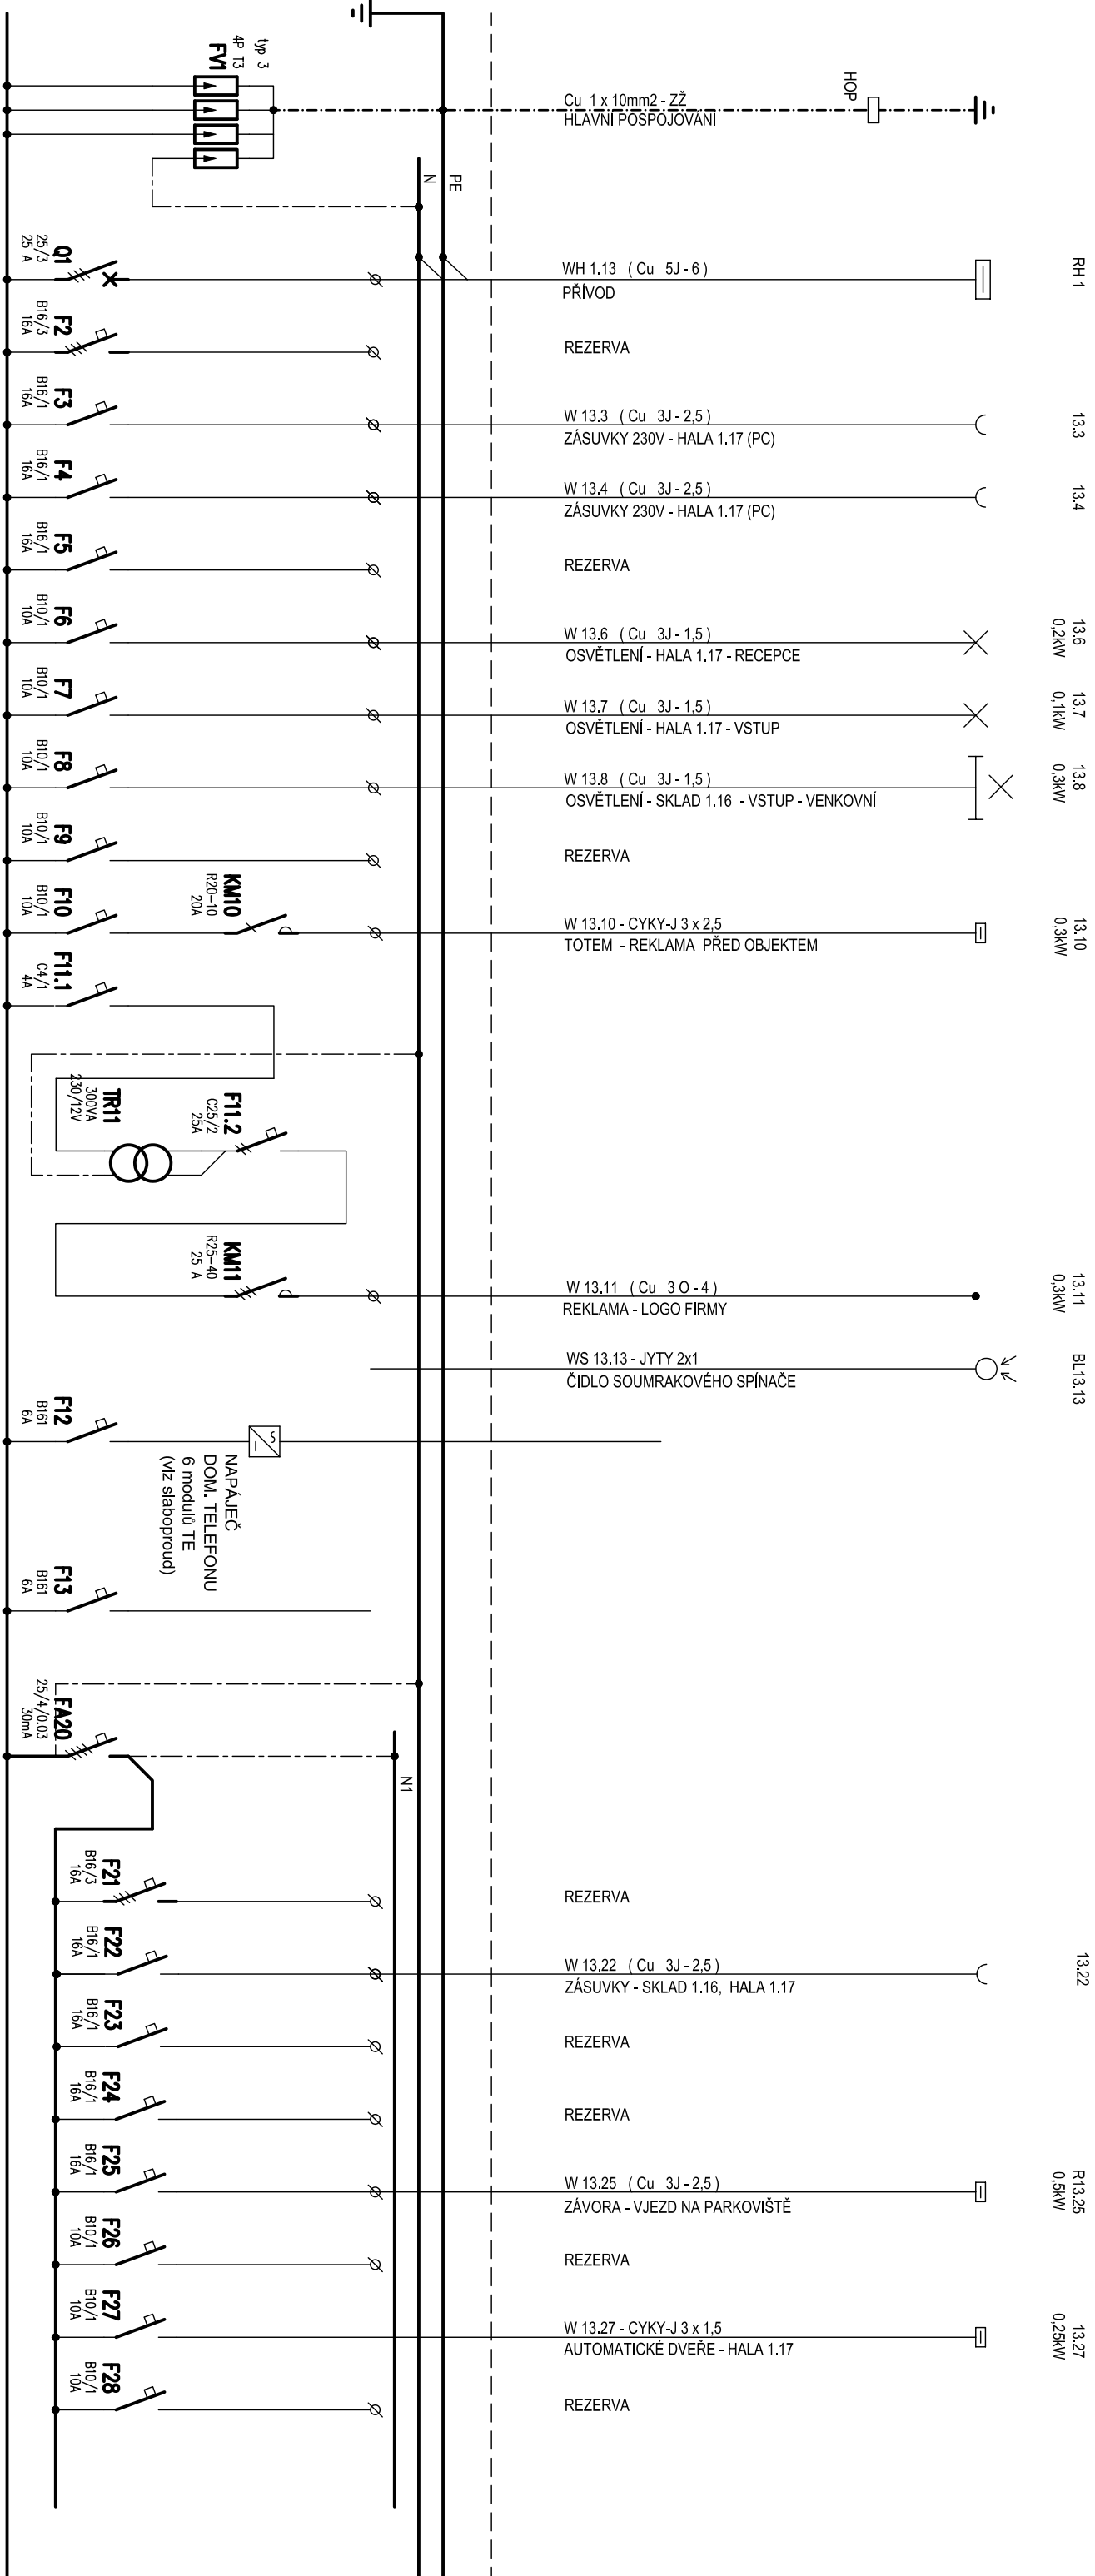 typ 3
4P T3
FV1
Cu 1 x 10mm2 - ZŽ
HLAVNÍ POSPOJOVÁNÍ
HOP
PE
N
Q1
25/3
25 A
WH 1.13 ( Cu 5J - 6 )
PŘÍVOD
RH 1
F2
B16/3
16A
REZERVA
F3
B16/1
16A
W 13.3 ( Cu 3J - 2,5 )
ZÁSUVKY 230V - HALA 1.17 (PC)
13.3
F4
B16/1
16A
W 13.4 ( Cu 3J - 2,5 )
ZÁSUVKY 230V - HALA 1.17 (PC)
13.4
F5
B16/1
16A
REZERVA
F6
B10/1
10A
W 13.6 ( Cu 3J - 1,5 )
OSVĚTLENÍ - HALA 1.17 - RECEPCE
13.6
0,2kW
F7
B10/1
10A
W 13.7 ( Cu 3J - 1,5 )
OSVĚTLENÍ - HALA 1.17 - VSTUP
13.7
0,1kW
F8
B10/1
10A
W 13.8 ( Cu 3J - 1,5 )
OSVĚTLENÍ - SKLAD 1.16 - VSTUP - VENKOVNÍ
13.8
0,3kW
F9
B10/1
10A
REZERVA
F10
B10/1
10A
KM10
R20-10
20A
W 13.10 - CYKY-J 3 x 2,5
TOTEM - REKLAMA PŘED OBJEKTEM
13.10
0,3kW
F11.1
C4/1
4A
TR11
300VA
230/12V
F11.2
C25/2
25A
KM11
R25-40
25 A
W 13.11 ( Cu 3 O - 4 )
REKLAMA - LOGO FIRMY
13.11
0,3kW
WS 13.13 - JYTY 2x1
ČIDLO SOUMRAKOVÉHO SPÍNAČE
BL13.13
F12
B161
6A
NAPÁJEČ
DOM. TELEFONU
6 modulů TE
(viz slaboproud)
F13
B161
6A
FA20
25/4/0.03
30mA
N1
F21
B16/3
16A
REZERVA
F22
B16/1
16A
W 13.22 ( Cu 3J - 2,5 )
ZÁSUVKY - SKLAD 1.16, HALA 1.17
13.22
F23
B16/1
16A
REZERVA
F24
B16/1
16A
REZERVA
F25
B16/1
16A
W 13.25 ( Cu 3J - 2,5 )
ZÁVORA - VJEZD NA PARKOVIŠTĚ
R13.25
0,5kW
F26
B10/1
10A
REZERVA
F27
B10/1
10A
W 13.27 - CYKY-J 3 x 1,5
AUTOMATICKÉ DVEŘE - HALA 1.17
13.27
0,25kW
F28
B10/1
10A
REZERVA